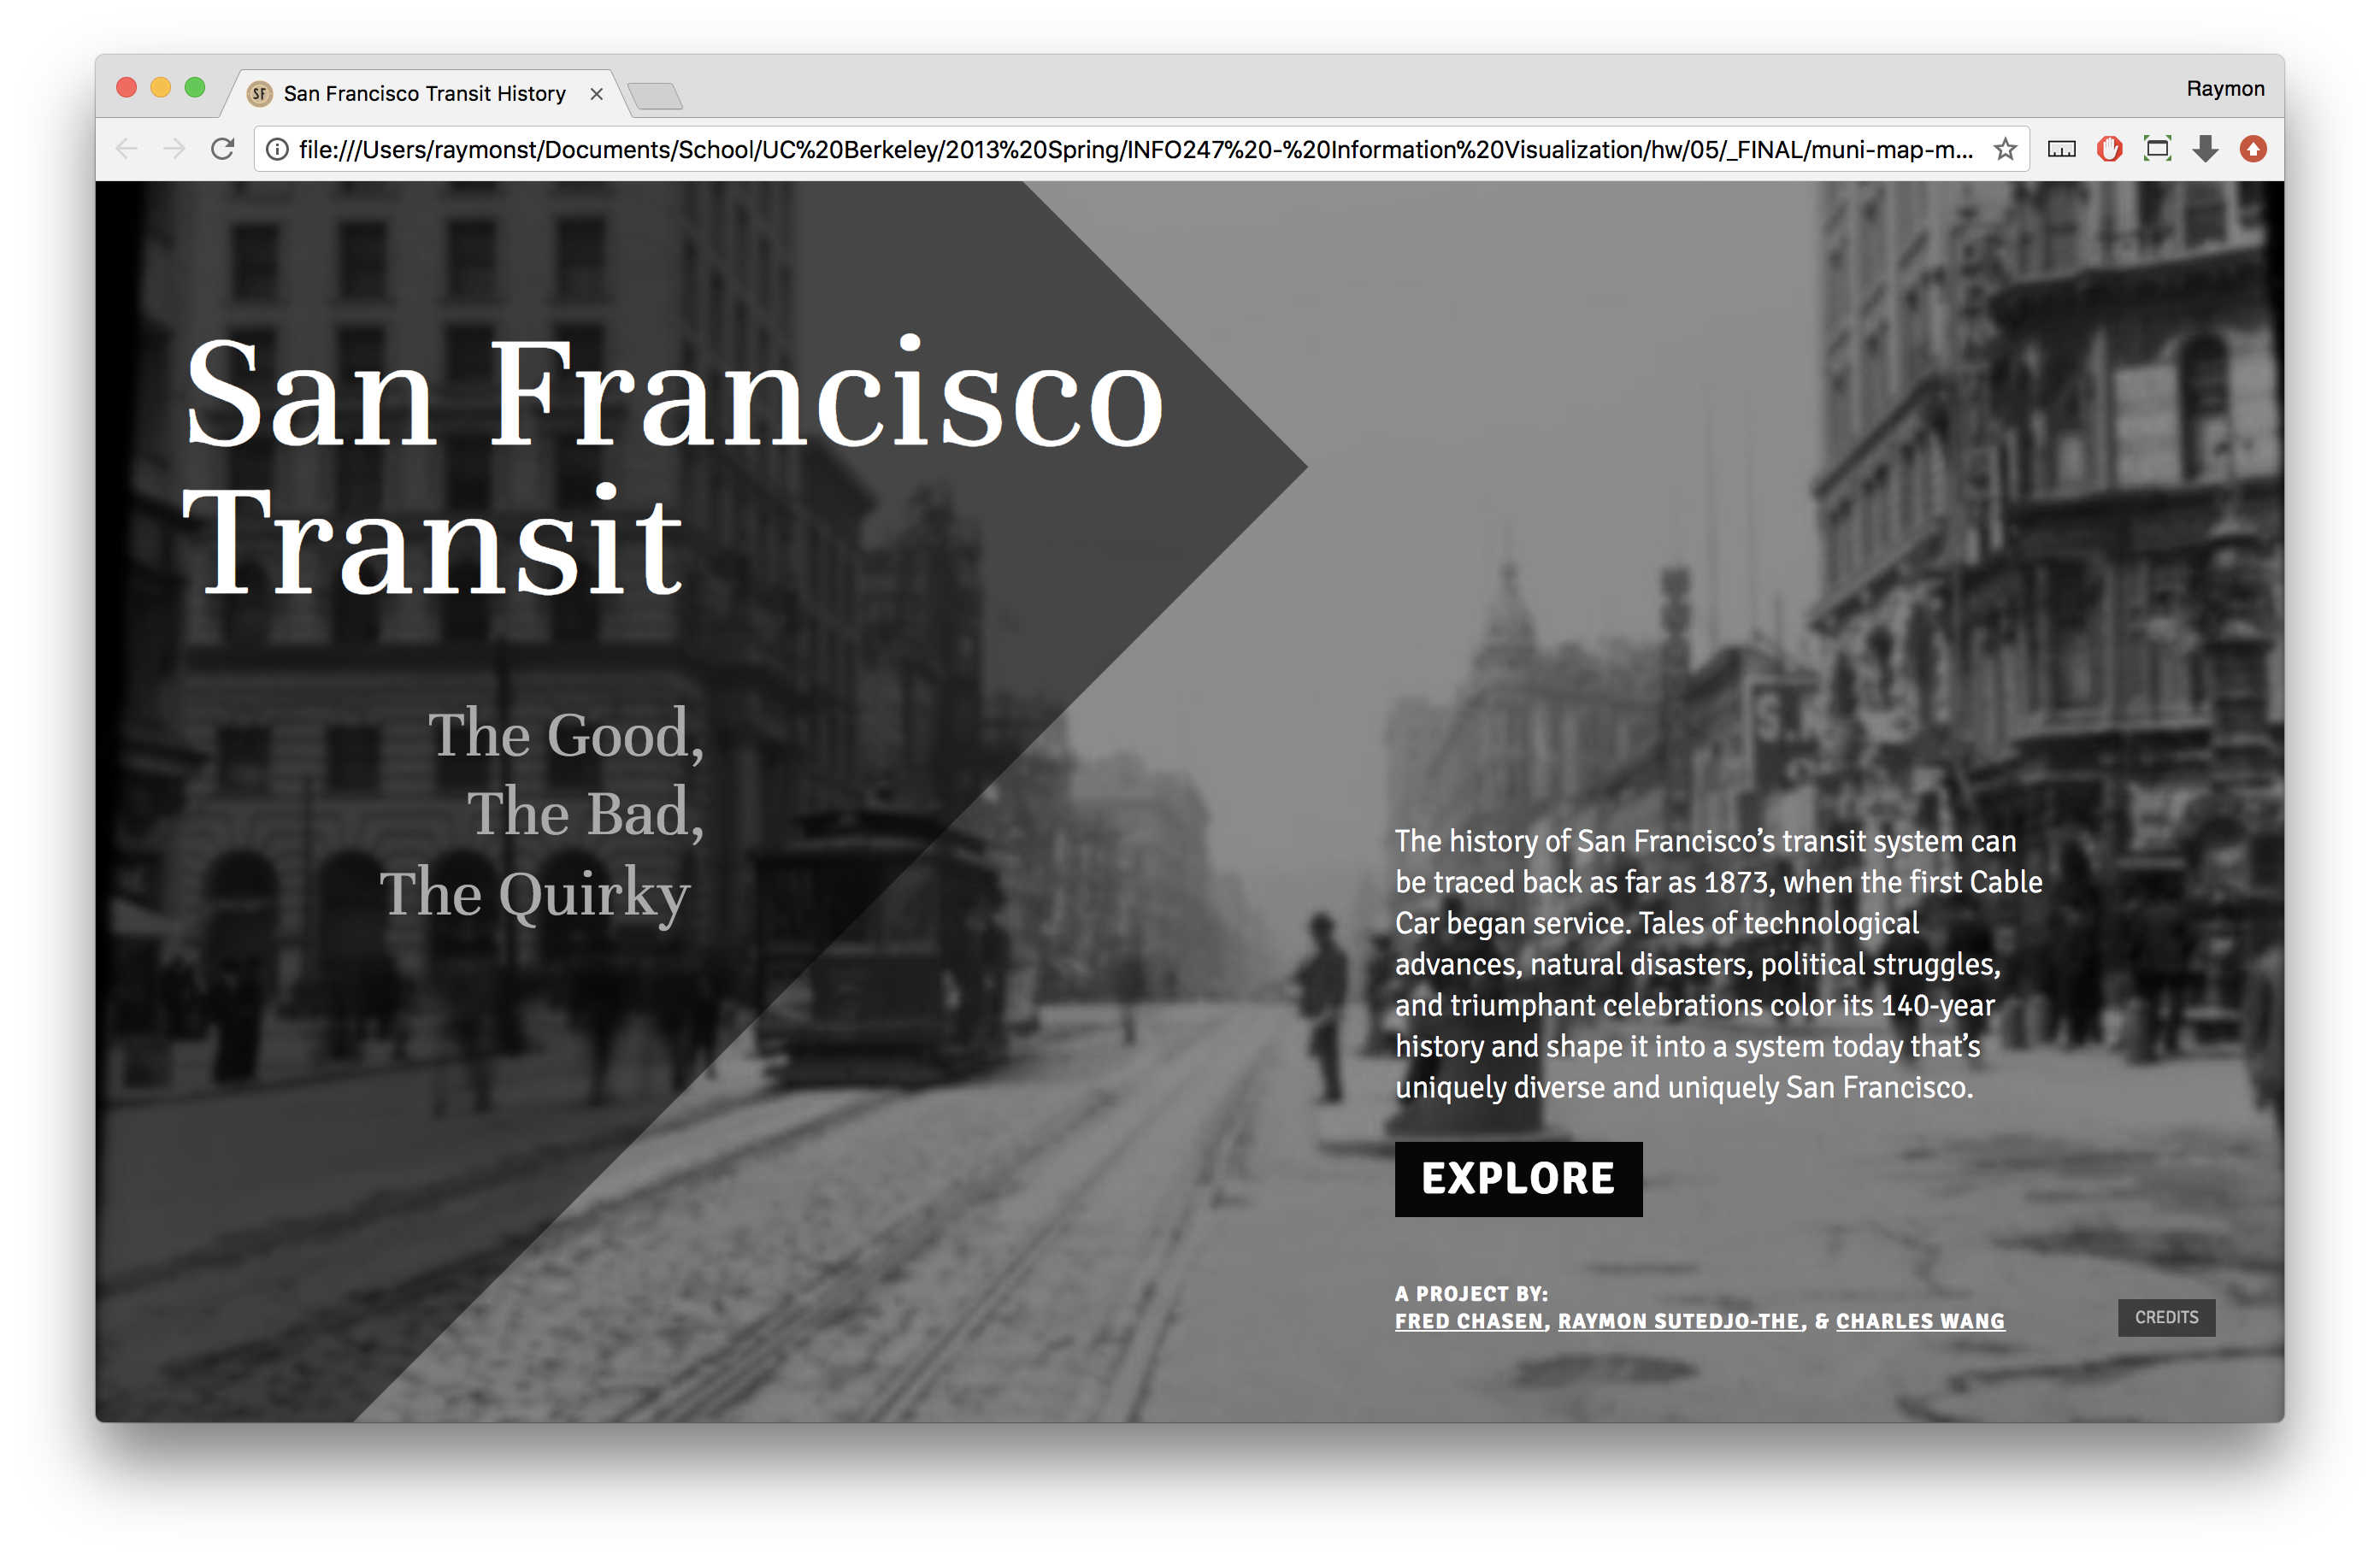 SF San Francisco Transit History
Raymon
file:///Users/raymonst/Documents/School/UC%20Berkeley/2013%20Spring/INFO247%20-%20Information%20Visualization/hw/05/_FINAL/muni-map-m...
San Francisco
Transit
The Good,
The Bad,
The Quirky
The history of San Francisco’s transit system can
be traced back as far as 1873, when the first Cable
Car began service. Tales of technological
advances, natural disasters, political struggles,
and triumphant celebrations color its 140-year
history and shape it into a system today that’s
uniquely diverse and uniquely San Francisco.
EXPLORE
A PROJECT BY:
FRED CHASEN, RAYMON SUTEDJO-THE, & CHARLES WANG
CREDITS